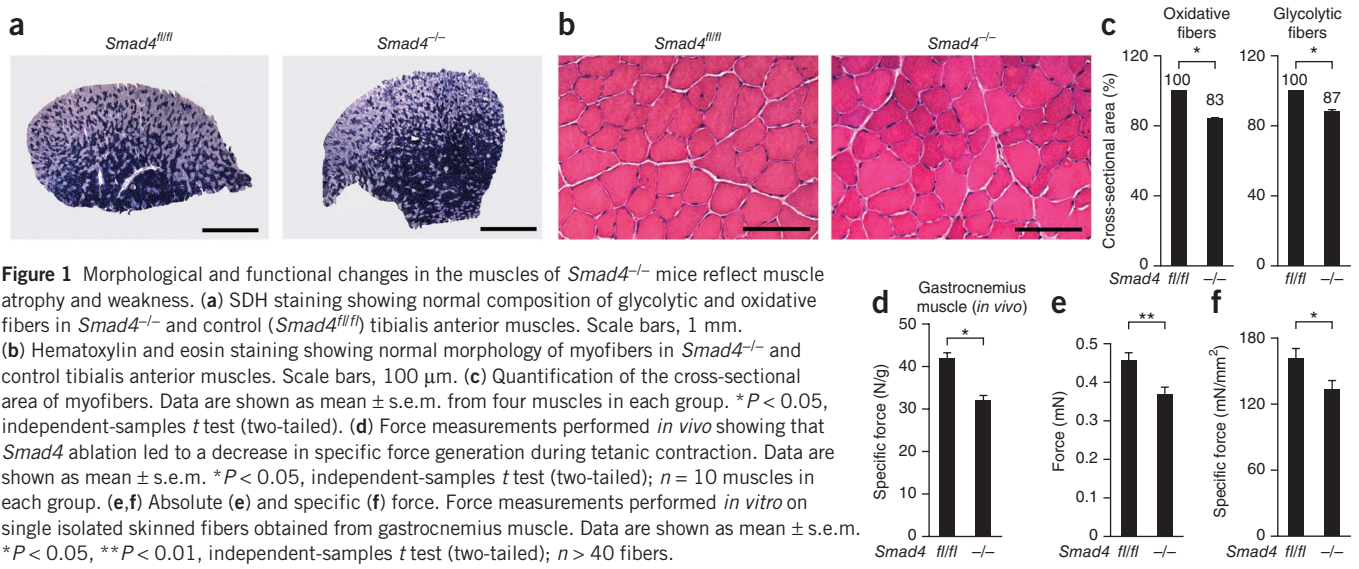 a
Smad4fl/fl
Smad4–/–
b
Smad4fl/fl
Smad4–/–
c
Oxidative
fibers
Glycolytic
fibers
Cross-sectional area (%)
120
80
40
0
*
100
83
Smad4 fl/fl –/–
120
80
40
0
*
100
87
fl/fl –/–
Figure 1 Morphological and functional changes in the muscles of Smad4–/– mice reflect muscle
atrophy and weakness. (a) SDH staining showing normal composition of glycolytic and oxidative
fibers in Smad4–/– and control (Smad4fl/fl) tibialis anterior muscles. Scale bars, 1 mm.
(b) Hematoxylin and eosin staining showing normal morphology of myofibers in Smad4–/– and
control tibialis anterior muscles. Scale bars, 100 μm. (c) Quantification of the cross-sectional
area of myofibers. Data are shown as mean ± s.e.m. from four muscles in each group. *P < 0.05,
independent-samples t test (two-tailed). (d) Force measurements performed in vivo showing that
Smad4 ablation led to a decrease in specific force generation during tetanic contraction. Data are
shown as mean ± s.e.m. *P < 0.05, independent-samples t test (two-tailed); n = 10 muscles in
each group. (e,f) Absolute (e) and specific (f) force. Force measurements performed in vitro on
single isolated skinned fibers obtained from gastrocnemius muscle. Data are shown as mean ± s.e.m.
*P < 0.05, **P < 0.01, independent-samples t test (two-tailed); n > 40 fibers.
d
Gastrocnemius
muscle (in vivo)
Specific force (N/g)
50
40
30
20
10
0
*
Smad4 fl/fl –/–
e
Force (mN)
0.5
0.4
0.3
0.2
0.1
0
**
Smad4 fl/fl –/–
f
Specific force (mN/mm2)
180
130
60
0
*
Smad4 fl/fl –/–